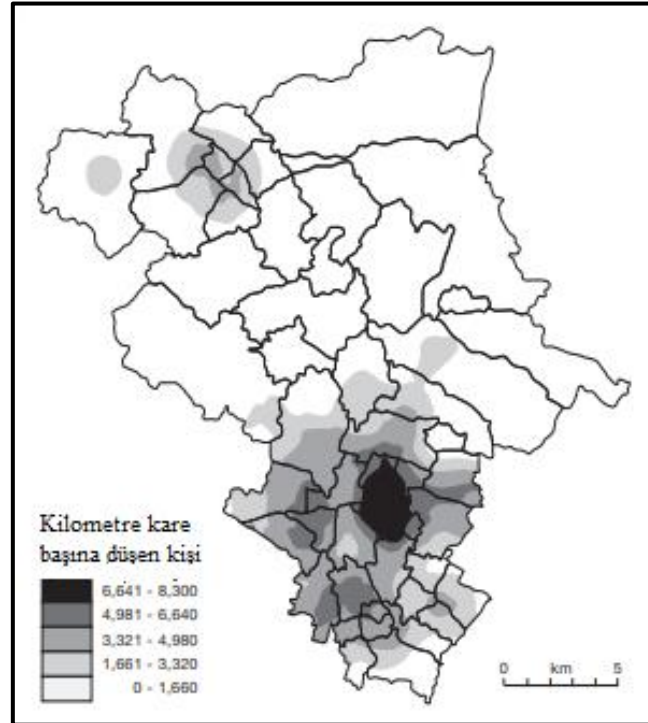 Kilometre kare
başına düşen kişi
6,641 - 8,300
4,981 - 6,640
3,321 - 4,980
1,661 - 3,320
0 - 1,660
0 km 5